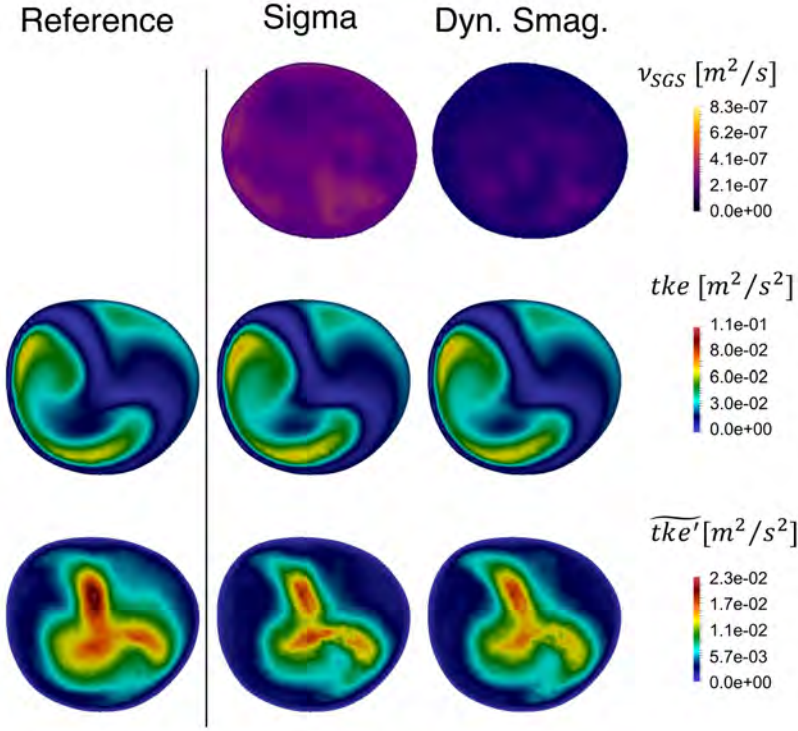 Reference Sigma Dyn. Smag.
ν_SGS [m²/s]
8.3e-07
6.2e-07
4.1e-07
2.1e-07
0.0e+00
tke [m²/s²]
1.1e-01
8.0e-02
6.0e-02
3.0e-02
0.0e+00
t͠k͠e͠′[m²/s²]
2.3e-02
1.7e-02
1.1e-02
5.7e-03
0.0e+00